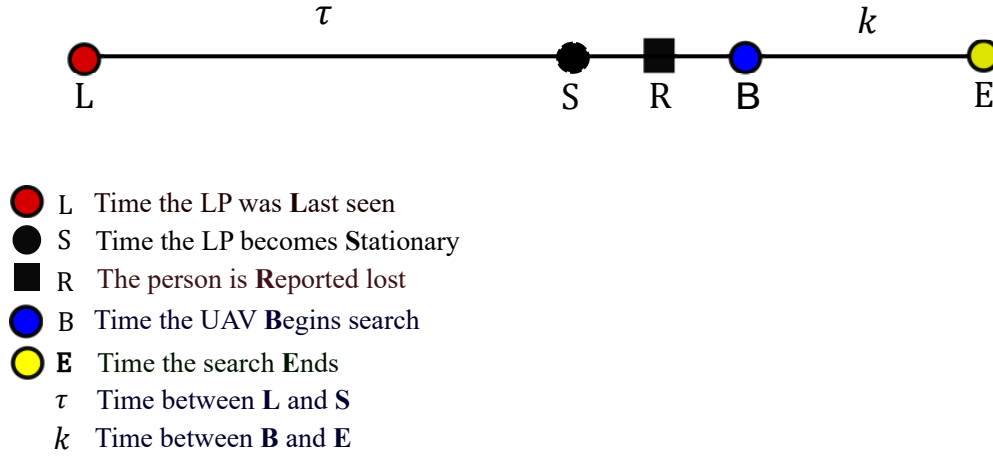 τ k
L S R B E
L Time the LP was Last seen
S Time the LP becomes Stationary
R The person is Reported lost
B Time the UAV Begins search
E Time the search Ends
τ Time between L and S
k Time between B and E